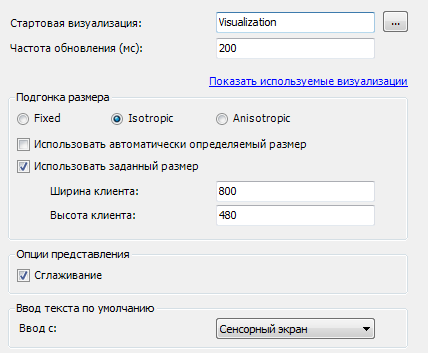 Стартовая визуализация: Visualization ...
Частота обновления (мс): 200
Показать используемые визуализации
Подгонка размера
Fixed Isotropic Anisotropic
Использовать автоматически определяемый размер
Использовать заданный размер
Ширина клиента: 800
Высота клиента: 480
Опции представления
Сглаживание
Ввод текста по умолчанию
Ввод с: Сенсорный экран